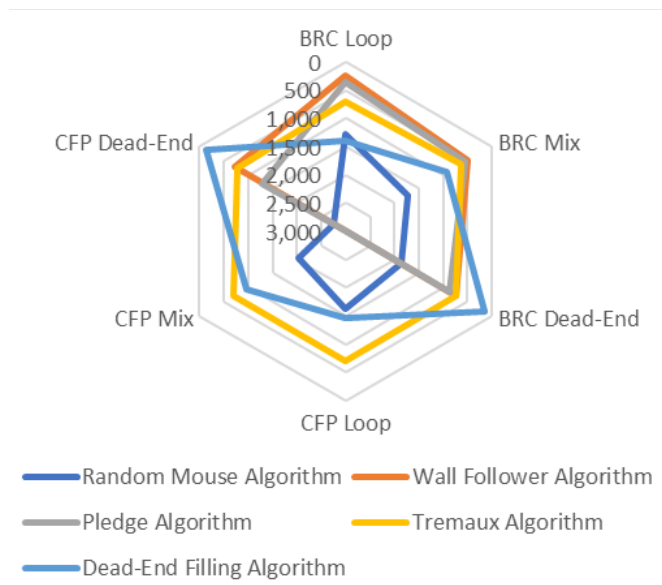 BRC Loop
0
500
1,000
1,500
2,000
2,500
3,000
BRC Mix
BRC Dead-End
CFP Loop
CFP Mix
CFP Dead-End
Random Mouse Algorithm
Wall Follower Algorithm
Pledge Algorithm
Tremaux Algorithm
Dead-End Filling Algorithm